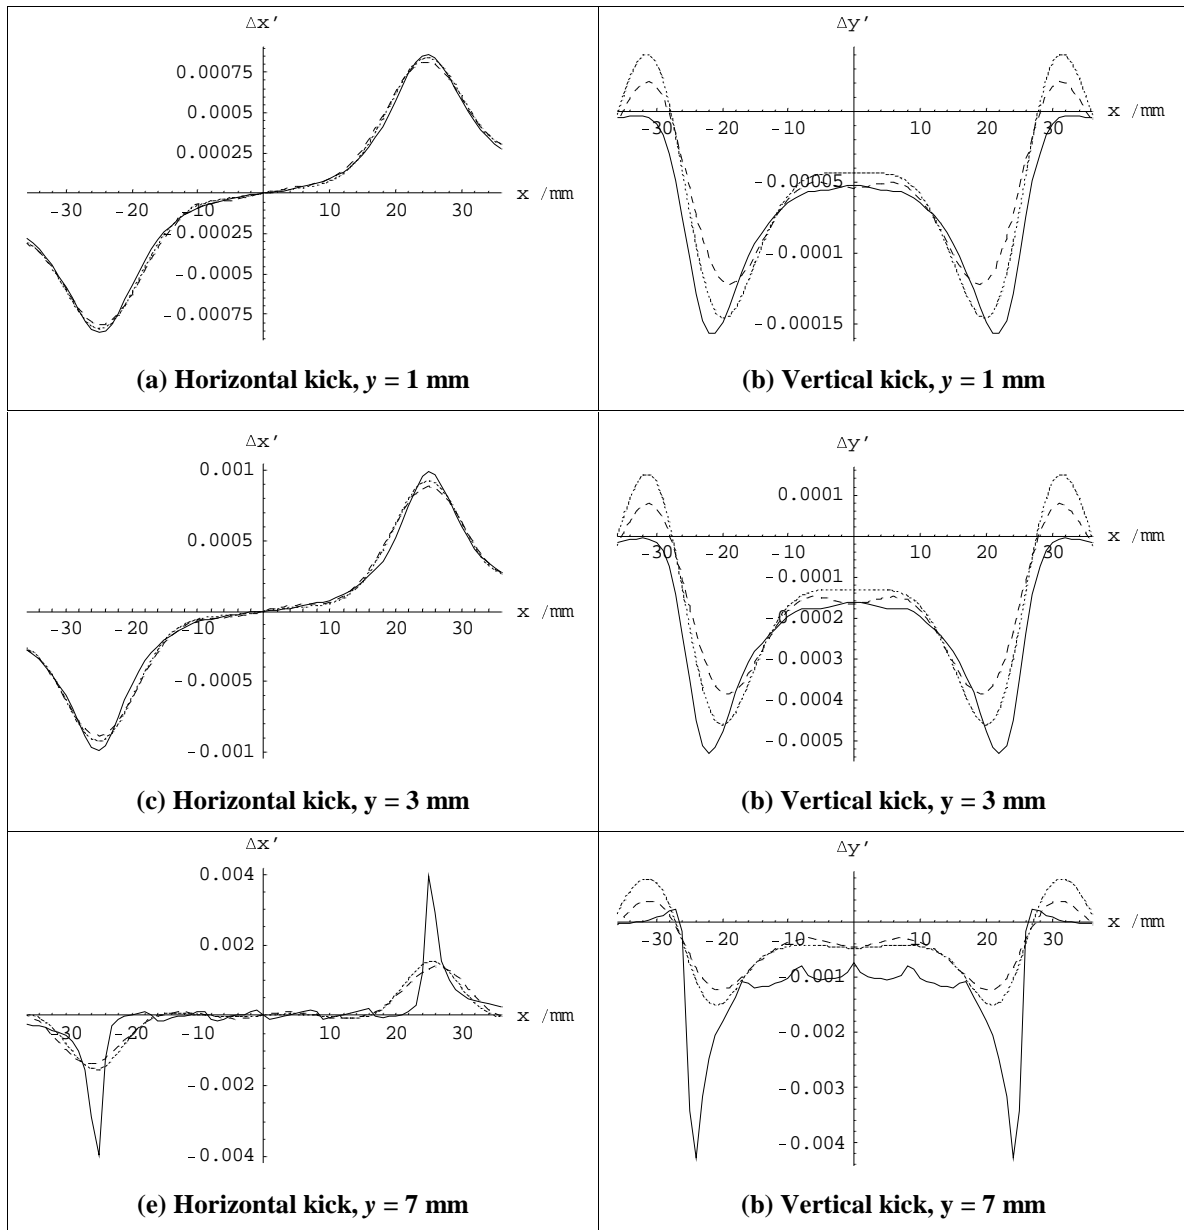 Δx′
0.00075
0.0005
0.00025
x /mm
-30 -20 -10 10 20 30
-0.00025
-0.0005
-0.00075
(a) Horizontal kick, y = 1 mm
Δy′
x /mm
-30 -20 -10 10 20 30
-0.00005
-0.0001
-0.00015
(b) Vertical kick, y = 1 mm
Δx′
0.001
0.0005
x /mm
-30 -20 -10 10 20 30
-0.0005
-0.001
(c) Horizontal kick, y = 3 mm
Δy′
0.0001
x /mm
-30 -20 -10 10 20 30
-0.0001
-0.0002
-0.0003
-0.0004
-0.0005
(b) Vertical kick, y = 3 mm
Δx′
0.004
0.002
x /mm
-30 -20 -10 10 20 30
-0.002
-0.004
(e) Horizontal kick, y = 7 mm
Δy′
x /mm
-30 -20 -10 10 20 30
-0.001
-0.002
-0.003
-0.004
(b) Vertical kick, y = 7 mm